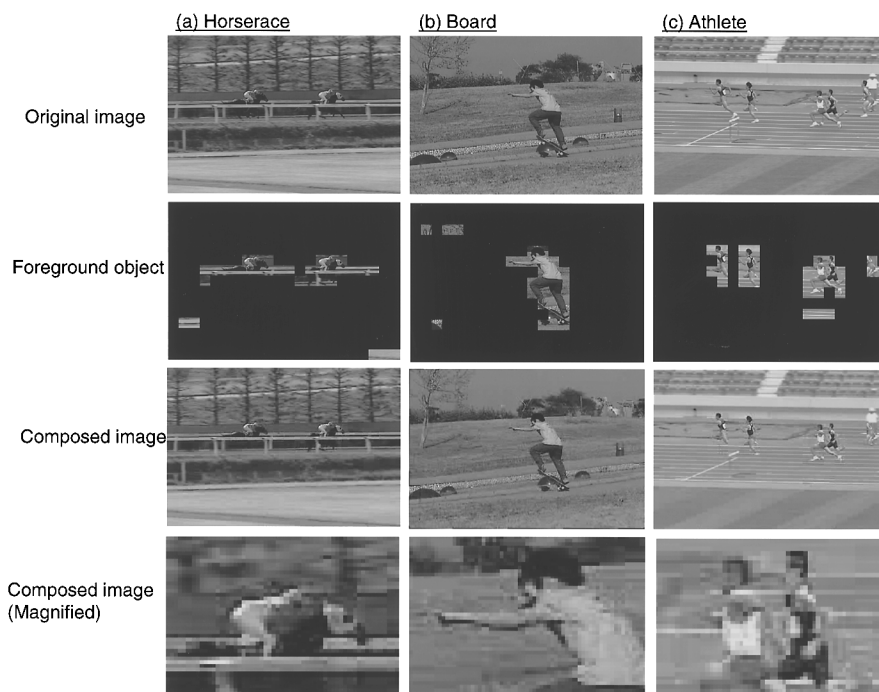 (a) Horserace
(b) Board
(c) Athlete
Original image
Foreground object
Composed image
Composed image
(Magnified)